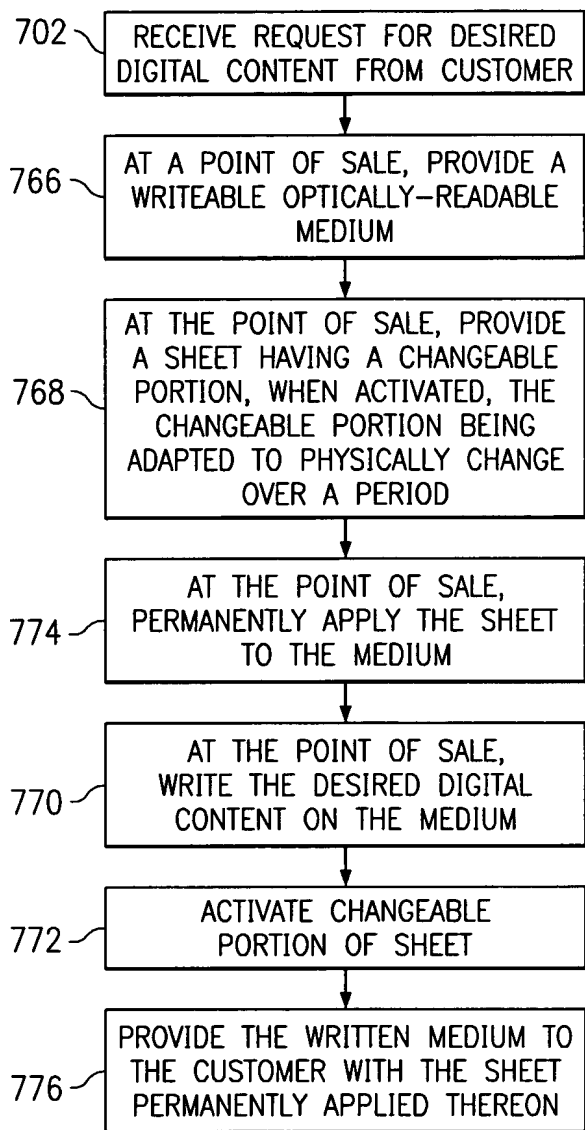 702
RECEIVE REQUEST FOR DESIRED
DIGITAL CONTENT FROM CUSTOMER
766
AT A POINT OF SALE, PROVIDE A
WRITEABLE OPTICALLY-READABLE
MEDIUM
768
AT THE POINT OF SALE, PROVIDE
A SHEET HAVING A CHANGEABLE
PORTION, WHEN ACTIVATED, THE
CHANGEABLE PORTION BEING
ADAPTED TO PHYSICALLY CHANGE
OVER A PERIOD
774
AT THE POINT OF SALE,
PERMANENTLY APPLY THE SHEET
TO THE MEDIUM
770
AT THE POINT OF SALE,
WRITE THE DESIRED DIGITAL
CONTENT ON THE MEDIUM
772
ACTIVATE CHANGEABLE
PORTION OF SHEET
776
PROVIDE THE WRITTEN MEDIUM TO
THE CUSTOMER WITH THE SHEET
PERMANENTLY APPLIED THEREON